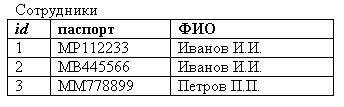 Сотрудники
id паспорт ФИО
1 МР112233 Иванов И.И.
2 МВ445566 Иванов И.И.
3 ММ778899 Петров П.П.